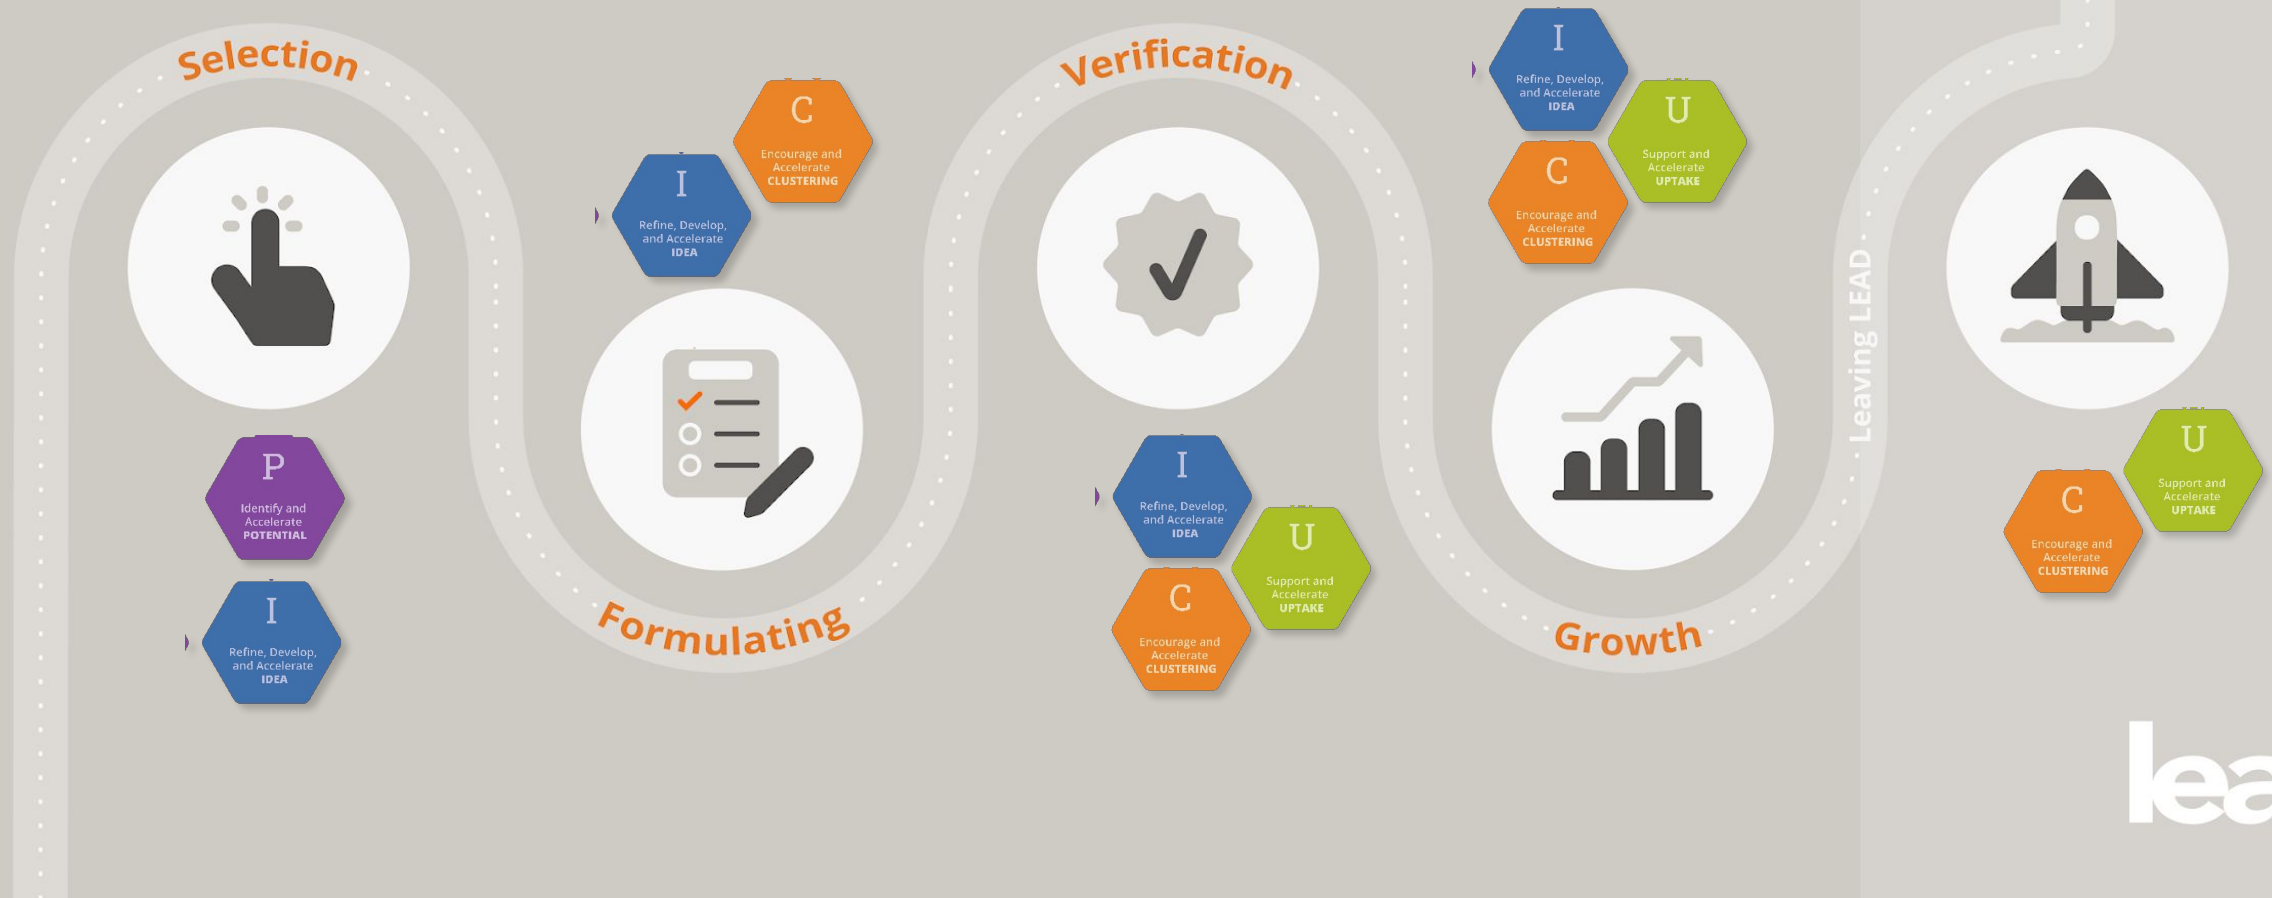 Selection
P
Identify and
Accelerate
POTENTIAL
I
Refine, Develop,
and Accelerate
IDEA
C
Encourage and
Accelerate
CLUSTERING
I
Refine, Develop,
and Accelerate
IDEA
Formulating
Verification
I
Refine, Develop,
and Accelerate
IDEA
U
Support and
Accelerate
UPTAKE
C
Encourage and
Accelerate
CLUSTERING
I
Refine, Develop,
and Accelerate
IDEA
U
Support and
Accelerate
UPTAKE
C
Encourage and
Accelerate
CLUSTERING
Growth
Leaving LEAD
U
Support and
Accelerate
UPTAKE
C
Encourage and
Accelerate
CLUSTERING
lea